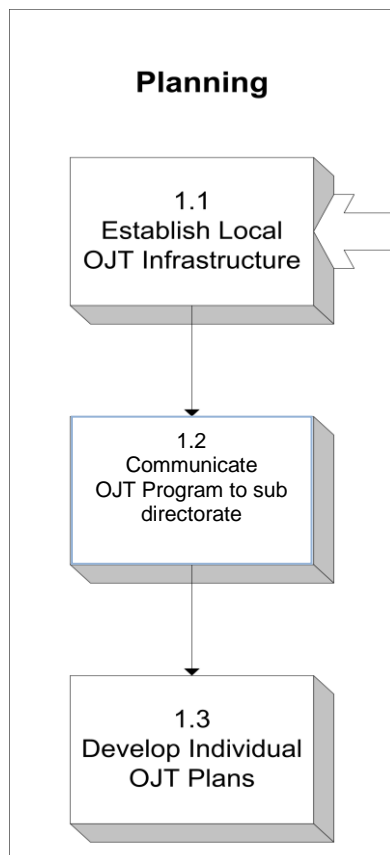 Planning
1.1
Establish Local
OJT Infrastructure
1.2
Communicate
OJT Program to sub
directorate
1.3
Develop Individual
OJT Plans